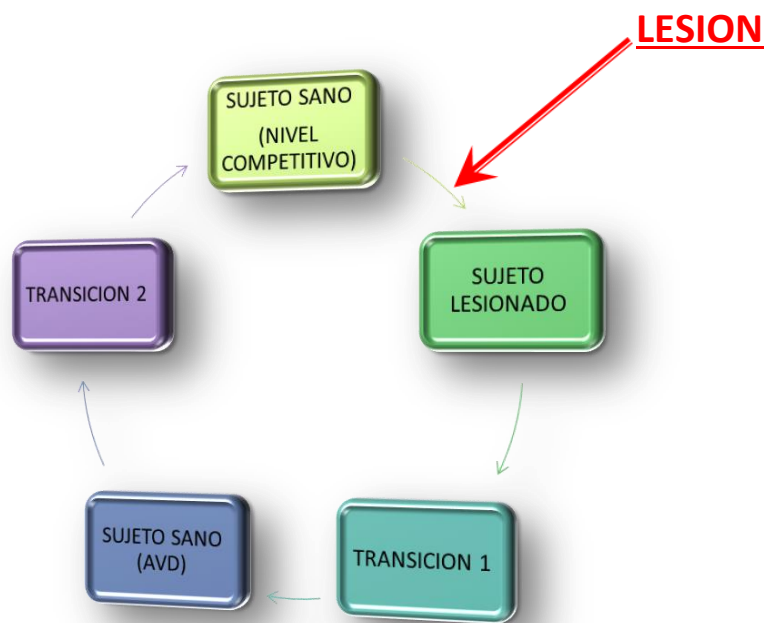 LESION
SUJETO SANO
(NIVEL
COMPETITIVO)
SUJETO
LESIONADO
TRANSICION 1
SUJETO SANO
(AVD)
TRANSICION 2